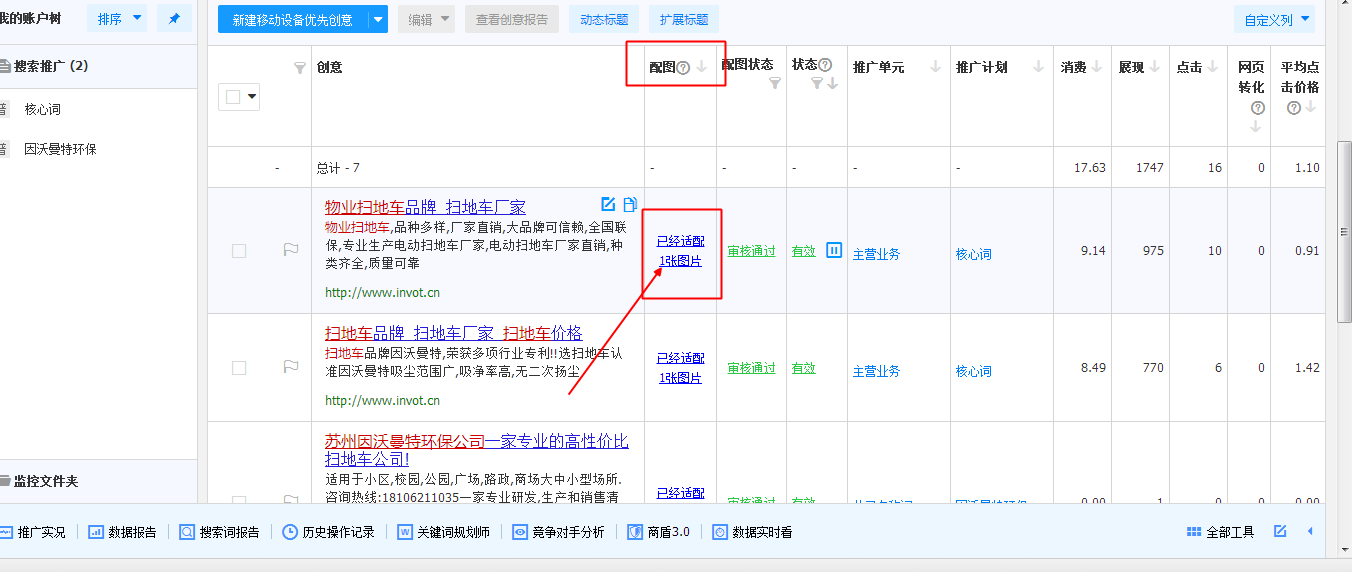 我的账户树
排序
新建移动设备优先创意
编辑
查看创意报告
动态标题
扩展标题
自定义列
搜索推广 (2)
核心词
因沃曼特环保
创意
配图
配图状态
状态
推广单元
推广计划
消费
展现
点击
网页
转化
平均点
击价格
-
总计 - 7
-
-
-
-
-
17.63
1747
16
0
1.10
物业扫地车品牌_扫地车厂家
物业扫地车,品种多样,厂家直销,大品牌可信赖,全国联
保,专业生产电动扫地车厂家,电动扫地车厂家直销,种
类齐全,质量可靠
http://www.invot.cn
已经适配
1张图片
审核通过
有效
主营业务
核心词
9.14
975
10
0
0.91
扫地车品牌_扫地车厂家_扫地车价格
扫地车品牌因沃曼特,荣获多项行业专利!!选扫地车认
准因沃曼特吸尘范围广,吸净率高,无二次扬尘
http://www.invot.cn
已经适配
1张图片
审核通过
有效
主营业务
核心词
8.49
770
6
0
1.42
苏州因沃曼特环保公司一家专业的高性价比
扫地车公司!
适用于小区,校园,公园,广场,路政,商场大中小型场所.
咨询热线:18106211035一家专业研发,生产和销售清
已经适配
监控文件夹
推广实况
数据报告
搜索词报告
历史操作记录
关键词规划师
竞争对手分析
商盾3.0
数据实时看
全部工具